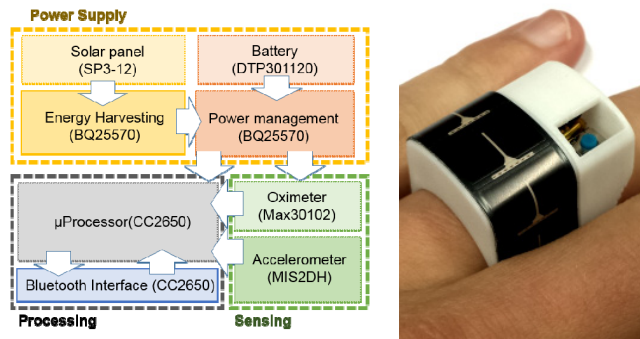 Power Supply
Solar panel
(SP3-12)
Battery
(DTP301120)
Energy Harvesting
(BQ25570)
Power management
(BQ25570)
µProcessor(CC2650)
Oximeter
(Max30102)
Accelerometer
(MIS2DH)
Bluetooth Interface (CC2650)
Processing
Sensing